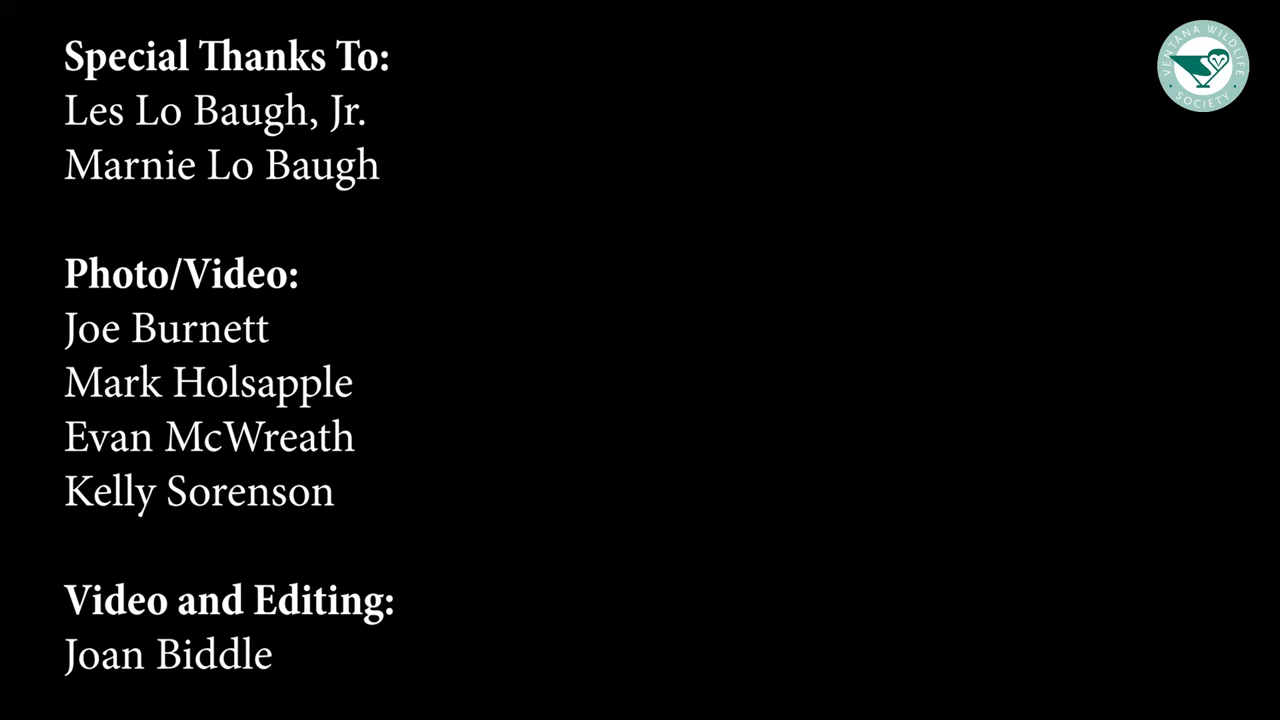 Special Thanks To:
Les Lo Baugh, Jr.
Marnie Lo Baugh
Photo/Video:
Joe Burnett
Mark Holsapple
Evan McWreath
Kelly Sorenson
Video and Editing:
Joan Biddle
VENTANA WILDLIFE
SOCIETY